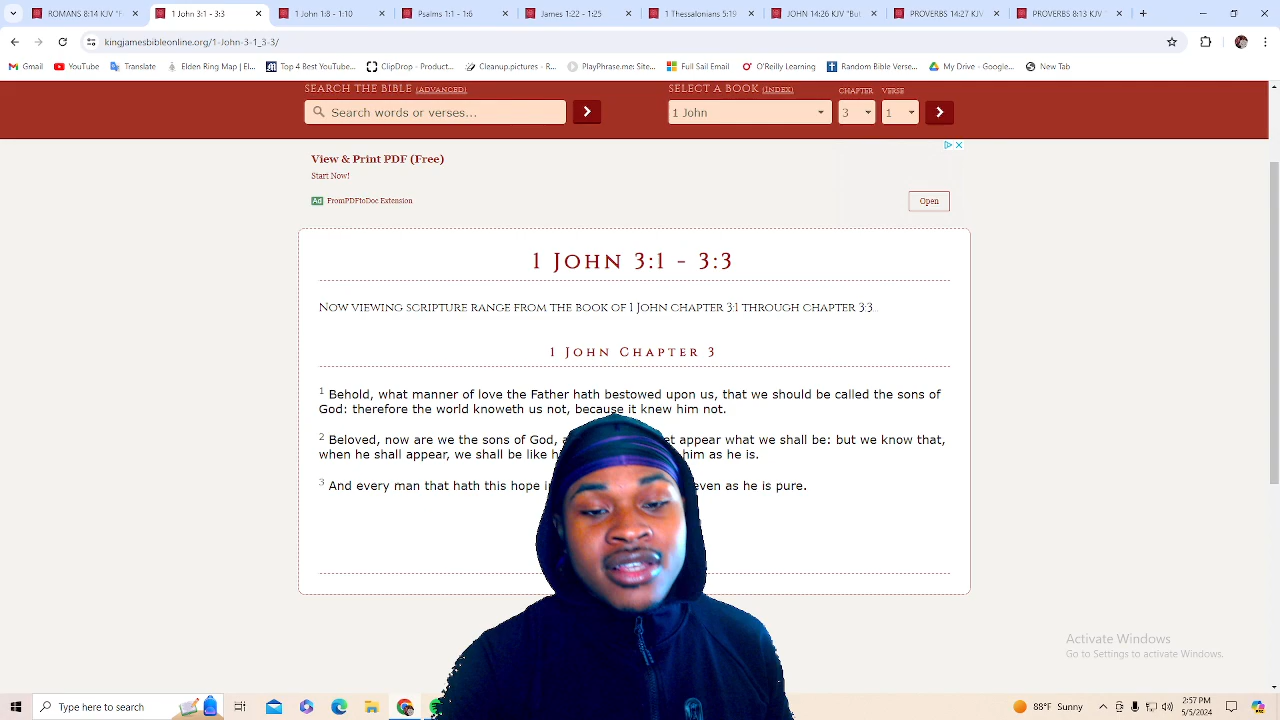 ROMANS 8:14 KJV "F
1 John 3:1 - 3:3
1 John 1:8 - 1:10
Psalms 1:1 - 1:6
James 1:22 - 1:25
1 Thessalonians 5:1
JOHN 14:26 KJV "
PROVERBS 14:27 KJV
PROVERBS 8:13 KJV "
kingjamesbibleonline.org/1-John-3-1_3-3/
Gmail
YouTube
Translate
Elden Ring Map | El...
Top 4 Best YouTube...
Clipdrop - Product...
Cleanup.pictures - R...
PlayPhrase.me: Site...
Full Sail Email
O'Reilly Learning
Random Bible Verse...
My Drive - Google...
New Tab
SEARCH THE BIBLE (ADVANCED)
SELECT A BOOK (INDEX)
CHAPTER
VERSE
Search words or verses...
1 John
3
1
View & Print PDF (Free)
Start Now!
Ad FromPDFtoDoc Extension
Open
1 John 3:1 - 3:3
Now viewing scripture range from the book of 1 John chapter 3:1 through chapter 3:3...
1 John Chapter 3
1 Behold, what manner of love the Father hath bestowed upon us, that we should be called the sons of
God: therefore the world knoweth us not, because it knew him not.
2 Beloved, now are we the sons of God, appear what we shall be: but we know that,
when he shall appear, we shall be like him as he is.
3 And every man that hath this hope even as he is pure.
Activate Windows
Go to Settings to activate Windows.
Type here to search
88°F Sunny
2:57 PM
5/5/2024